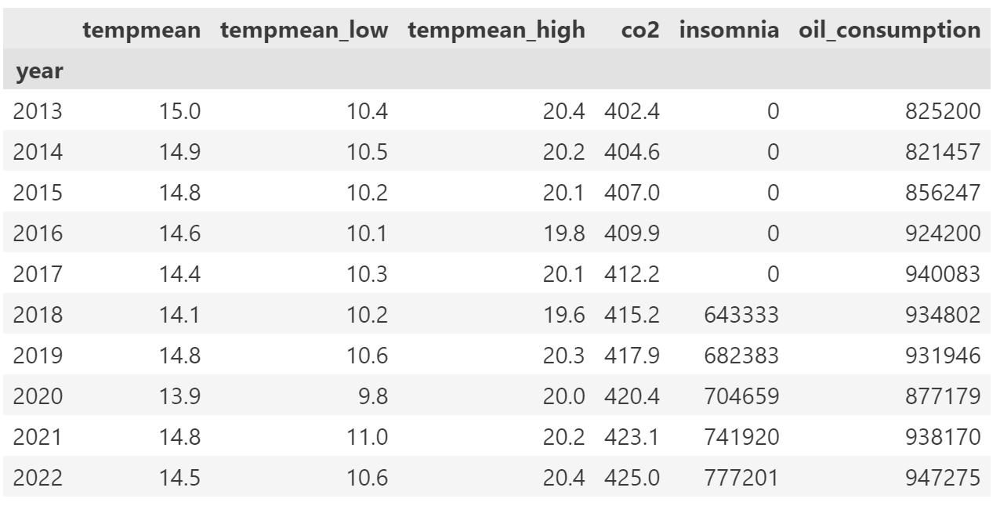 tempmean tempmean_low tempmean_high co2 insomnia oil_consumption
year
2013 15.0 10.4 20.4 402.4 0 825200
2014 14.9 10.5 20.2 404.6 0 821457
2015 14.8 10.2 20.1 407.0 0 856247
2016 14.6 10.1 19.8 409.9 0 924200
2017 14.4 10.3 20.1 412.2 0 940083
2018 14.1 10.2 19.6 415.2 643333 934802
2019 14.8 10.6 20.3 417.9 682383 931946
2020 13.9 9.8 20.0 420.4 704659 877179
2021 14.8 11.0 20.2 423.1 741920 938170
2022 14.5 10.6 20.4 425.0 777201 947275